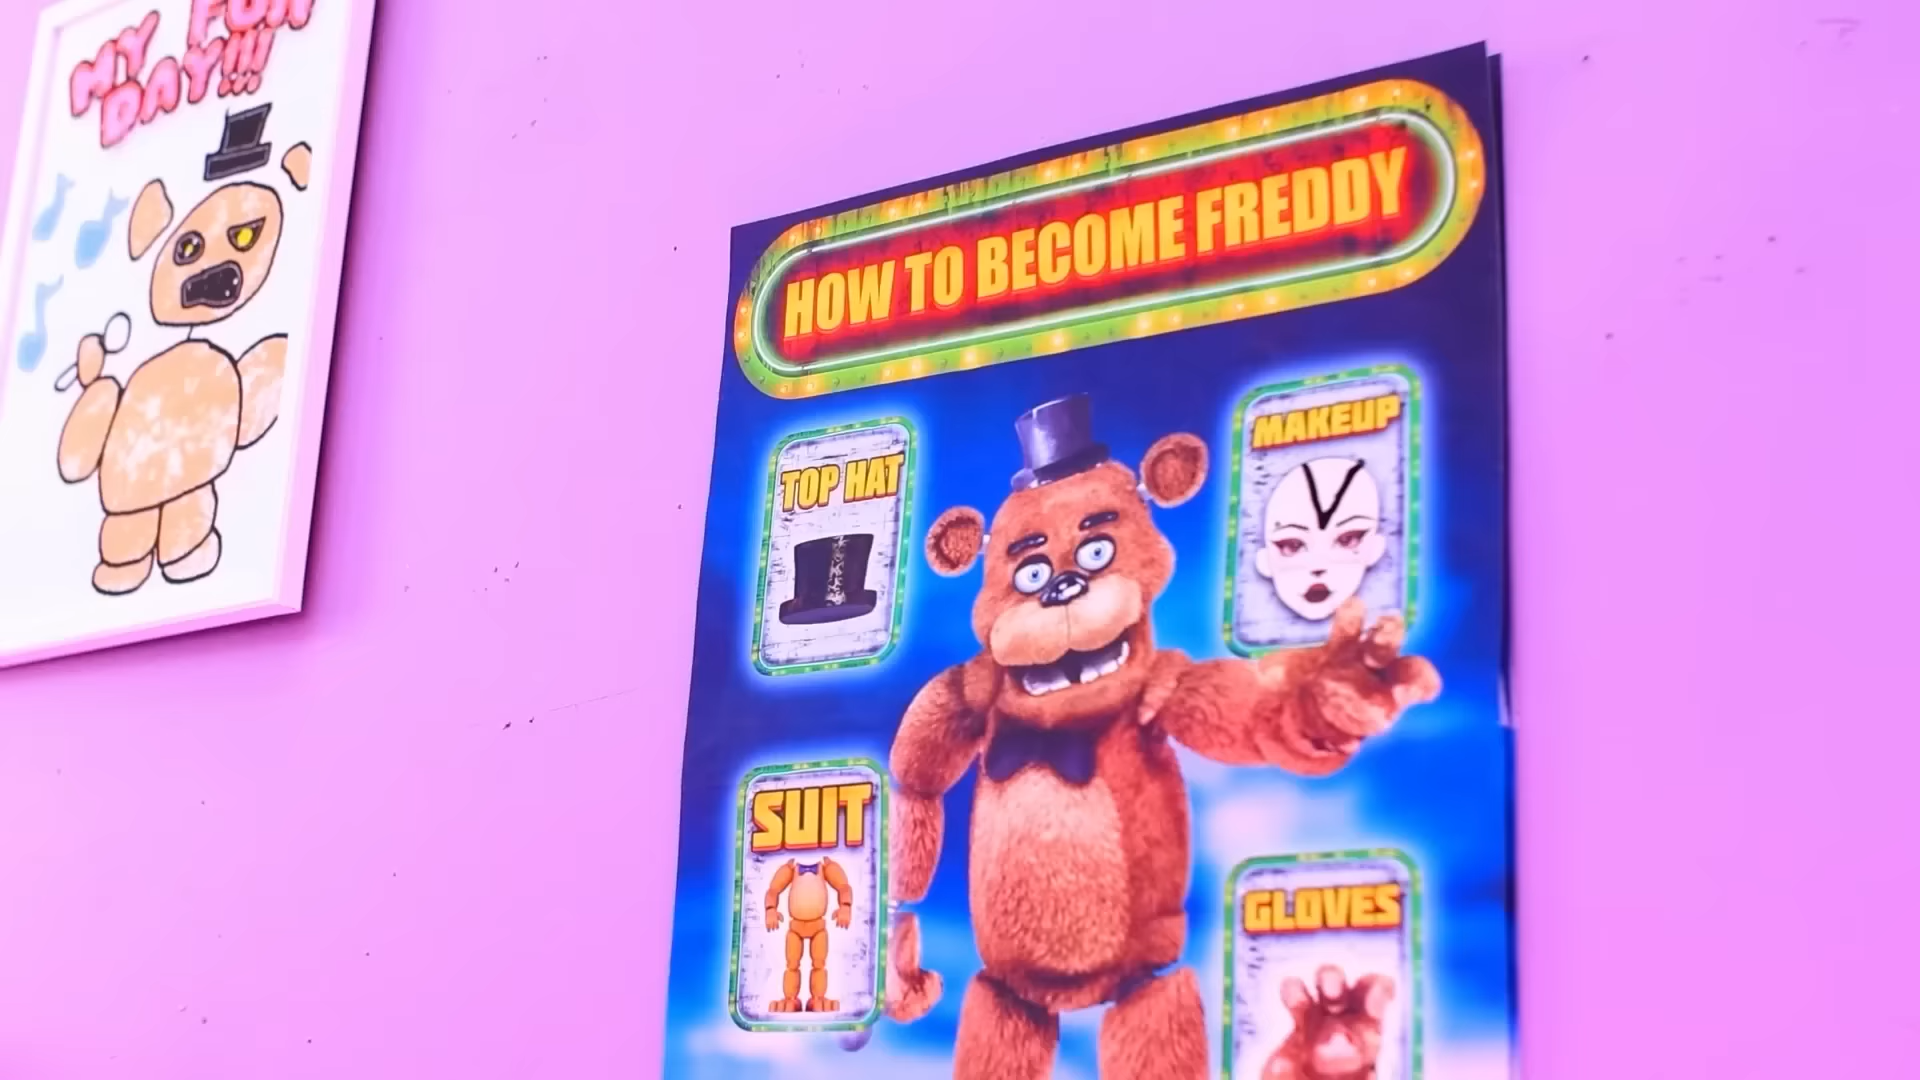 MY FUN
DAY!!!
HOW TO BECOME FREDDY
TOP HAT
MAKEUP
SUIT
GLOVES